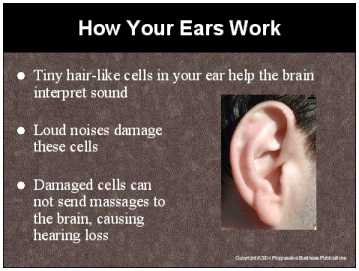 How Your Ears Work
Tiny hair-like cells in your ear help the brain
interpret sound
Loud noises damage
these cells
Damaged cells can
not send massages to
the brain, causing
hearing loss
Copyright ©2004 Progressive Business Publications